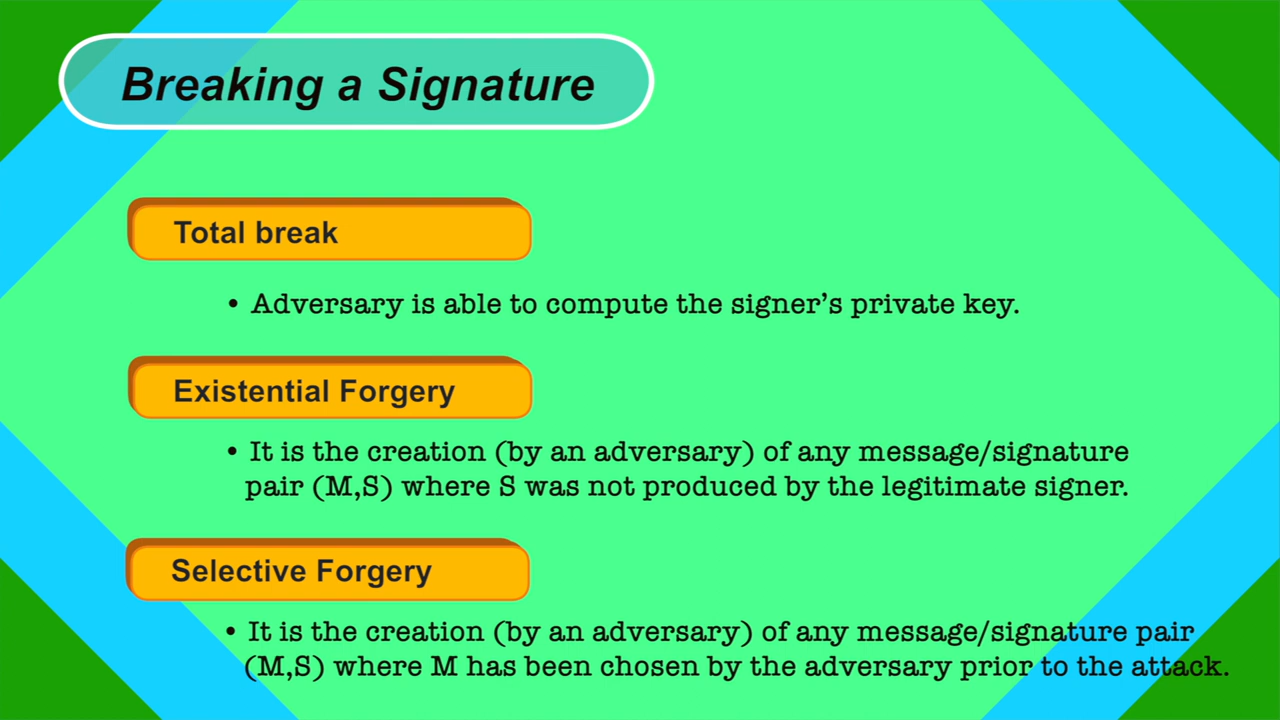 Breaking a Signature
Total break
• Adversary is able to compute the signer’s private key.
Existential Forgery
• It is the creation (by an adversary) of any message/signature
pair (M,S) where S was not produced by the legitimate signer.
Selective Forgery
• It is the creation (by an adversary) of any message/signature pair
(M,S) where M has been chosen by the adversary prior to the attack.